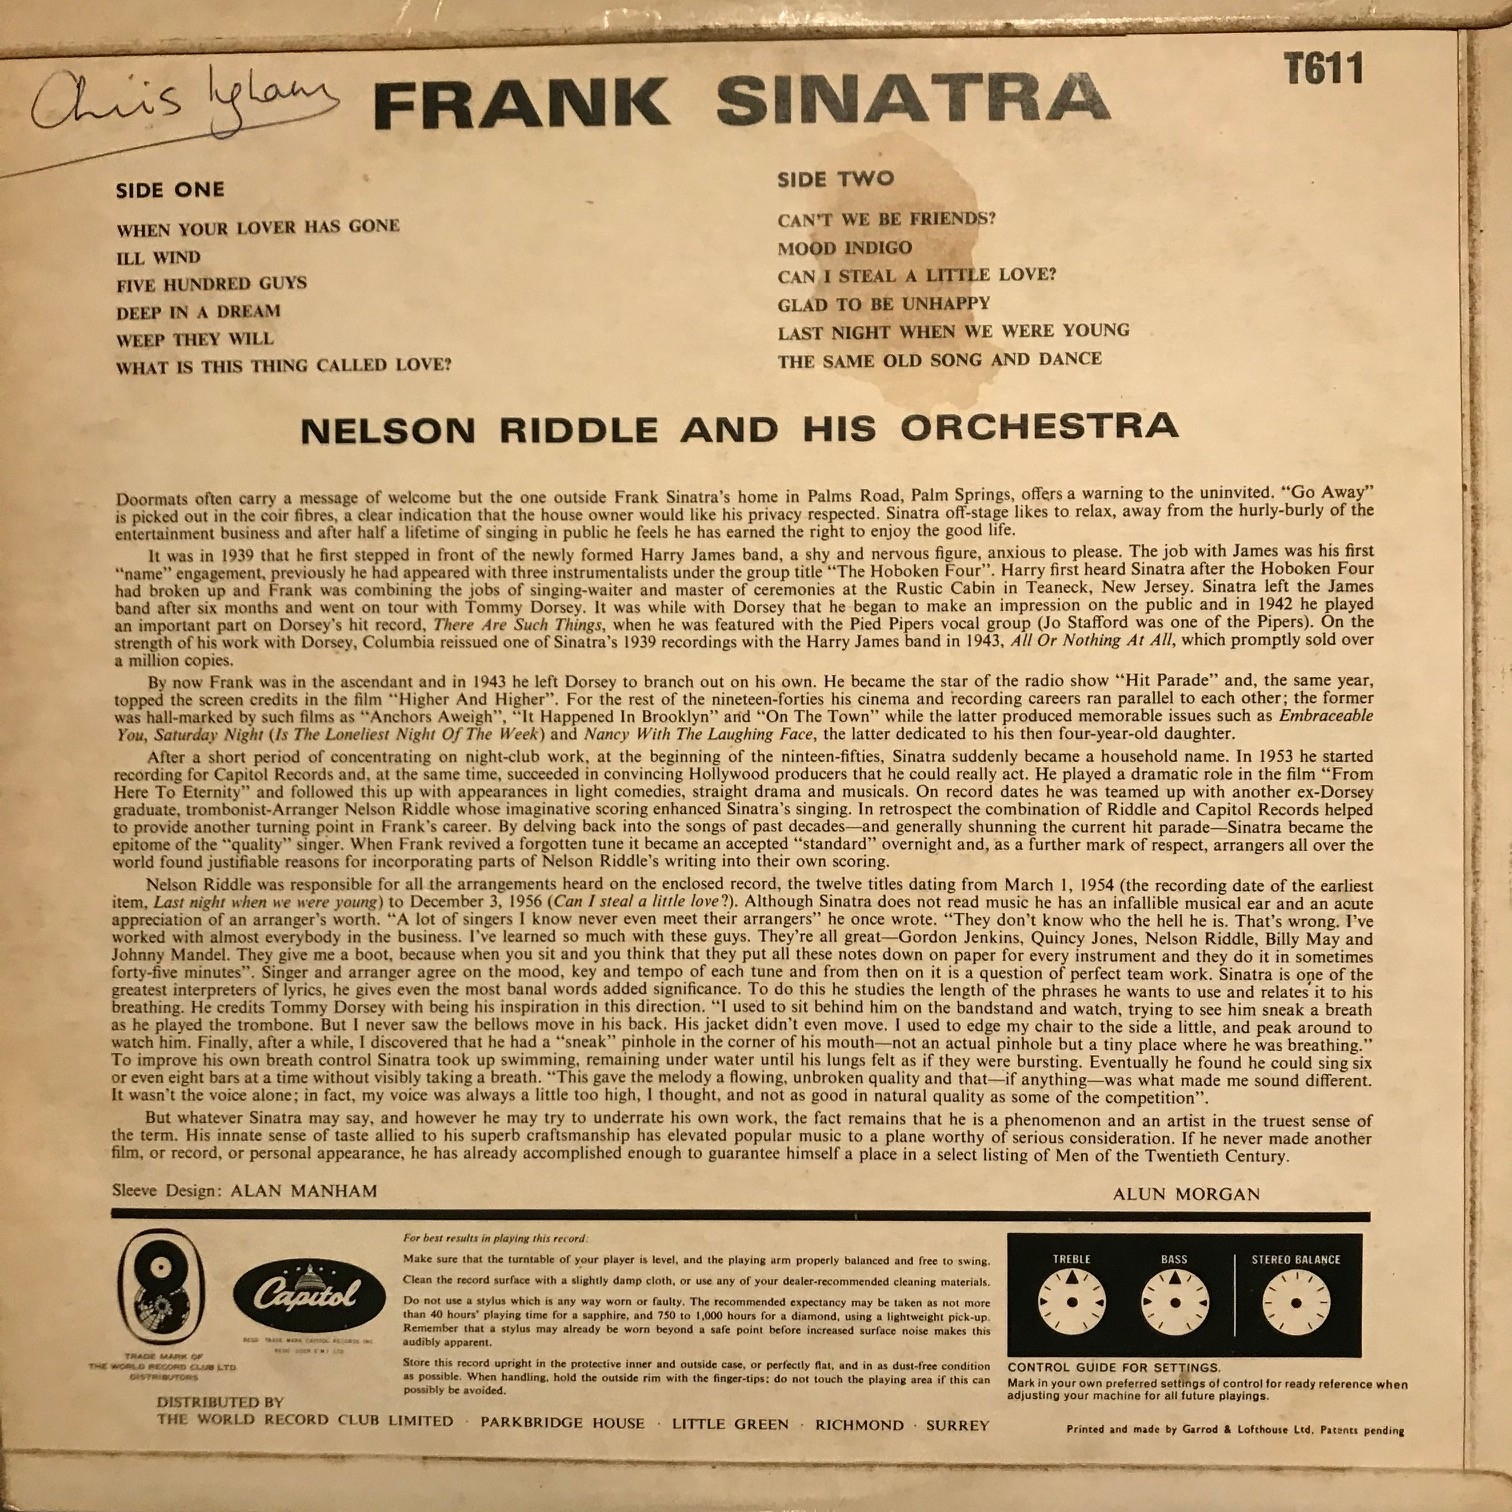 Chris
FRANK SINATRA
T611
SIDE ONE
WHEN YOUR LOVER HAS GONE
ILL WIND
FIVE HUNDRED GUYS
DEEP IN A DREAM
WEEP THEY WILL
WHAT IS THIS THING CALLED LOVE?
SIDE TWO
CAN'T WE BE FRIENDS?
MOOD INDIGO
CAN I STEAL A LITTLE LOVE?
GLAD TO BE UNHAPPY
LAST NIGHT WHEN WE WERE YOUNG
THE SAME OLD SONG AND DANCE
NELSON RIDDLE AND HIS ORCHESTRA
Doormats often carry a message of welcome but the one outside Frank Sinatra's home in Palms Road, Palm Springs, offers a warning to the uninvited. "Go Away"
is picked out in the coir fibres, a clear indication that the house owner would like his privacy respected. Sinatra off-stage likes to relax, away from the hurly-burly of the
entertainment business and after half a lifetime of singing in public he feels he has earned the right to enjoy the good life.
It was in 1939 that he first stepped in front of the newly formed Harry James band, a shy and nervous figure, anxious to please. The job with James was his first
"name" engagement, previously he had appeared with three instrumentalists under the group title "The Hoboken Four". Harry first heard Sinatra after the Hoboken Four
had broken up and Frank was combining the jobs of singing-waiter and master of ceremonies at the Rustic Cabin in Teaneck, New Jersey. Sinatra left the James
band after six months and went on tour with Tommy Dorsey. It was while with Dorsey that he began to make an impression on the public and in 1942 he played
an important part on Dorsey's hit record, There Are Such Things, when he was featured with the Pied Pipers vocal group (Jo Stafford was one of the Pipers). On the
strength of his work with Dorsey, Columbia reissued one of Sinatra's 1939 recordings with the Harry James band in 1943, All Or Nothing At All, which promptly sold over
a million copies.
By now Frank was in the ascendant and in 1943 he left Dorsey to branch out on his own. He became the star of the radio show "Hit Parade" and, the same year,
topped the screen credits in the film "Higher And Higher". For the rest of the nineteen-forties his cinema and recording careers ran parallel to each other; the former
was hall-marked by such films as "Anchors Aweigh", "It Happened In Brooklyn" and "On The Town" while the latter produced memorable issues such as Embraceable
You, Saturday Night (Is The Loneliest Night Of The Week) and Nancy With The Laughing Face, the latter dedicated to his then four-year-old daughter.
After a short period of concentrating on night-club work, at the beginning of the ninteen-fifties, Sinatra suddenly became a household name. In 1953 he started
recording for Capitol Records and, at the same time, succeeded in convincing Hollywood producers that he could really act. He played a dramatic role in the film "From
Here To Eternity" and followed this up with appearances in light comedies, straight drama and musicals. On record dates he was teamed up with another ex-Dorsey
graduate, trombonist-Arranger Nelson Riddle whose imaginative scoring enhanced Sinatra's singing. In retrospect the combination of Riddle and Capitol Records helped
to provide another turning point in Frank's career. By delving back into the songs of past decades—and generally shunning the current hit parade—Sinatra became the
epitome of the "quality" singer. When Frank revived a forgotten tune it became an accepted "standard" overnight and, as a further mark of respect, arrangers all over the
world found justifiable reasons for incorporating parts of Nelson Riddle's writing into their own scoring.
Nelson Riddle was responsible for all the arrangements heard on the enclosed record, the twelve titles dating from March 1, 1954 (the recording date of the earliest
item, Last night when we were young) to December 3, 1956 (Can I steal a little love?). Although Sinatra does not read music he has an infallible musical ear and an acute
appreciation of an arranger's worth. "A lot of singers I know never even meet their arrangers" he once wrote. "They don't know who the hell he is. That's wrong. I've
worked with almost everybody in the business. I've learned so much with these guys. They're all great—Gordon Jenkins, Quincy Jones, Nelson Riddle, Billy May and
Johnny Mandel. They give me a boot, because when you sit and you think that they put all these notes down on paper for every instrument and they do it in sometimes
forty-five minutes". Singer and arranger agree on the mood, key and tempo of each tune and from then on it is a question of perfect team work. Sinatra is one of the
greatest interpreters of lyrics, he gives even the most banal words added significance. To do this he studies the length of the phrases he wants to use and relates it to his
breathing. He credits Tommy Dorsey with being his inspiration in this direction. "I used to sit behind him on the bandstand and watch, trying to see him sneak a breath
as he played the trombone. But I never saw the bellows move in his back. His jacket didn't even move. I used to edge my chair to the side a little, and peak around to
watch him. Finally, after a while, I discovered that he had a "sneak" pinhole in the corner of his mouth—not an actual pinhole but a tiny place where he was breathing."
To improve his own breath control Sinatra took up swimming, remaining under water until his lungs felt as if they were bursting. Eventually he found he could sing six
or even eight bars at a time without visibly taking a breath. "This gave the melody a flowing, unbroken quality and that—if anything—was what made me sound different.
It wasn't the voice alone; in fact, my voice was always a little too high, I thought, and not as good in natural quality as some of the competition".
But whatever Sinatra may say, and however he may try to underrate his own work, the fact remains that he is a phenomenon and an artist in the truest sense of
the term. His innate sense of taste allied to his superb craftsmanship has elevated popular music to a plane worthy of serious consideration. If he never made another
film, or record, or personal appearance, he has already accomplished enough to guarantee himself a place in a select listing of Men of the Twentieth Century.
Sleeve Design: ALAN MANHAM
ALUN MORGAN
Capitol
REGD TRADE MARK CAPITOL RECORDS INC
REGD USER E M I LTD
TRADE MARK OF
THE WORLD RECORD CLUB LTD
DISTRIBUTORS
For best results in playing this record:
Make sure that the turntable of your player is level, and the playing arm properly balanced and free to swing.
Clean the record surface with a slightly damp cloth, or use any of your dealer-recommended cleaning materials.
Do not use a stylus which is any way worn or faulty. The recommended expectancy may be taken as not more
than 40 hours' playing time for a sapphire, and 750 to 1,000 hours for a diamond, using a lightweight pick-up.
Remember that a stylus may already be worn beyond a safe point before increased surface noise makes this
audibly apparent.
Store this record upright in the protective inner and outside case, or perfectly flat, and in as dust-free condition
as possible. When handling, hold the outside rim with the finger-tips; do not touch the playing area if this can
possibly be avoided.
TREBLE
BASS
STEREO BALANCE
CONTROL GUIDE FOR SETTINGS.
Mark in your own preferred settings of control for ready reference when
adjusting your machine for all future playings.
DISTRIBUTED BY
THE WORLD RECORD CLUB LIMITED · PARKBRIDGE HOUSE · LITTLE GREEN · RICHMOND · SURREY
Printed and made by Garrod & Lofthouse Ltd. Patents pending